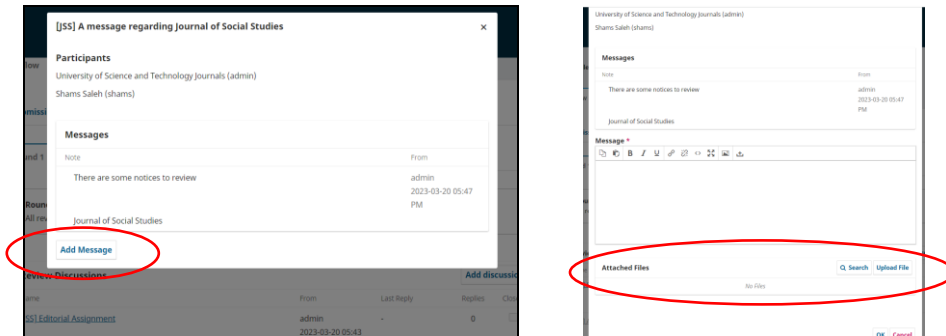 [JSS] A message regarding Journal of Social Studies ×
Participants
University of Science and Technology Journals (admin)
Shams Saleh (shams)
Messages
Note From
There are some notices to review admin
2023-03-20 05:47
PM
Journal of Social Studies
Add Message
Review Discussions Add discussion
From Last Reply Replies
[JSS] Editorial Assignment admin - 0
2023-03-20 05:43
University of Science and Technology Journals (admin)
Shams Saleh (shams)
Messages
Note From
There are some notices to review admin
2023-03-20 05:47
PM
Journal of Social Studies
Message *
B I U
Attached Files Search Upload File
No Files
OK Cancel